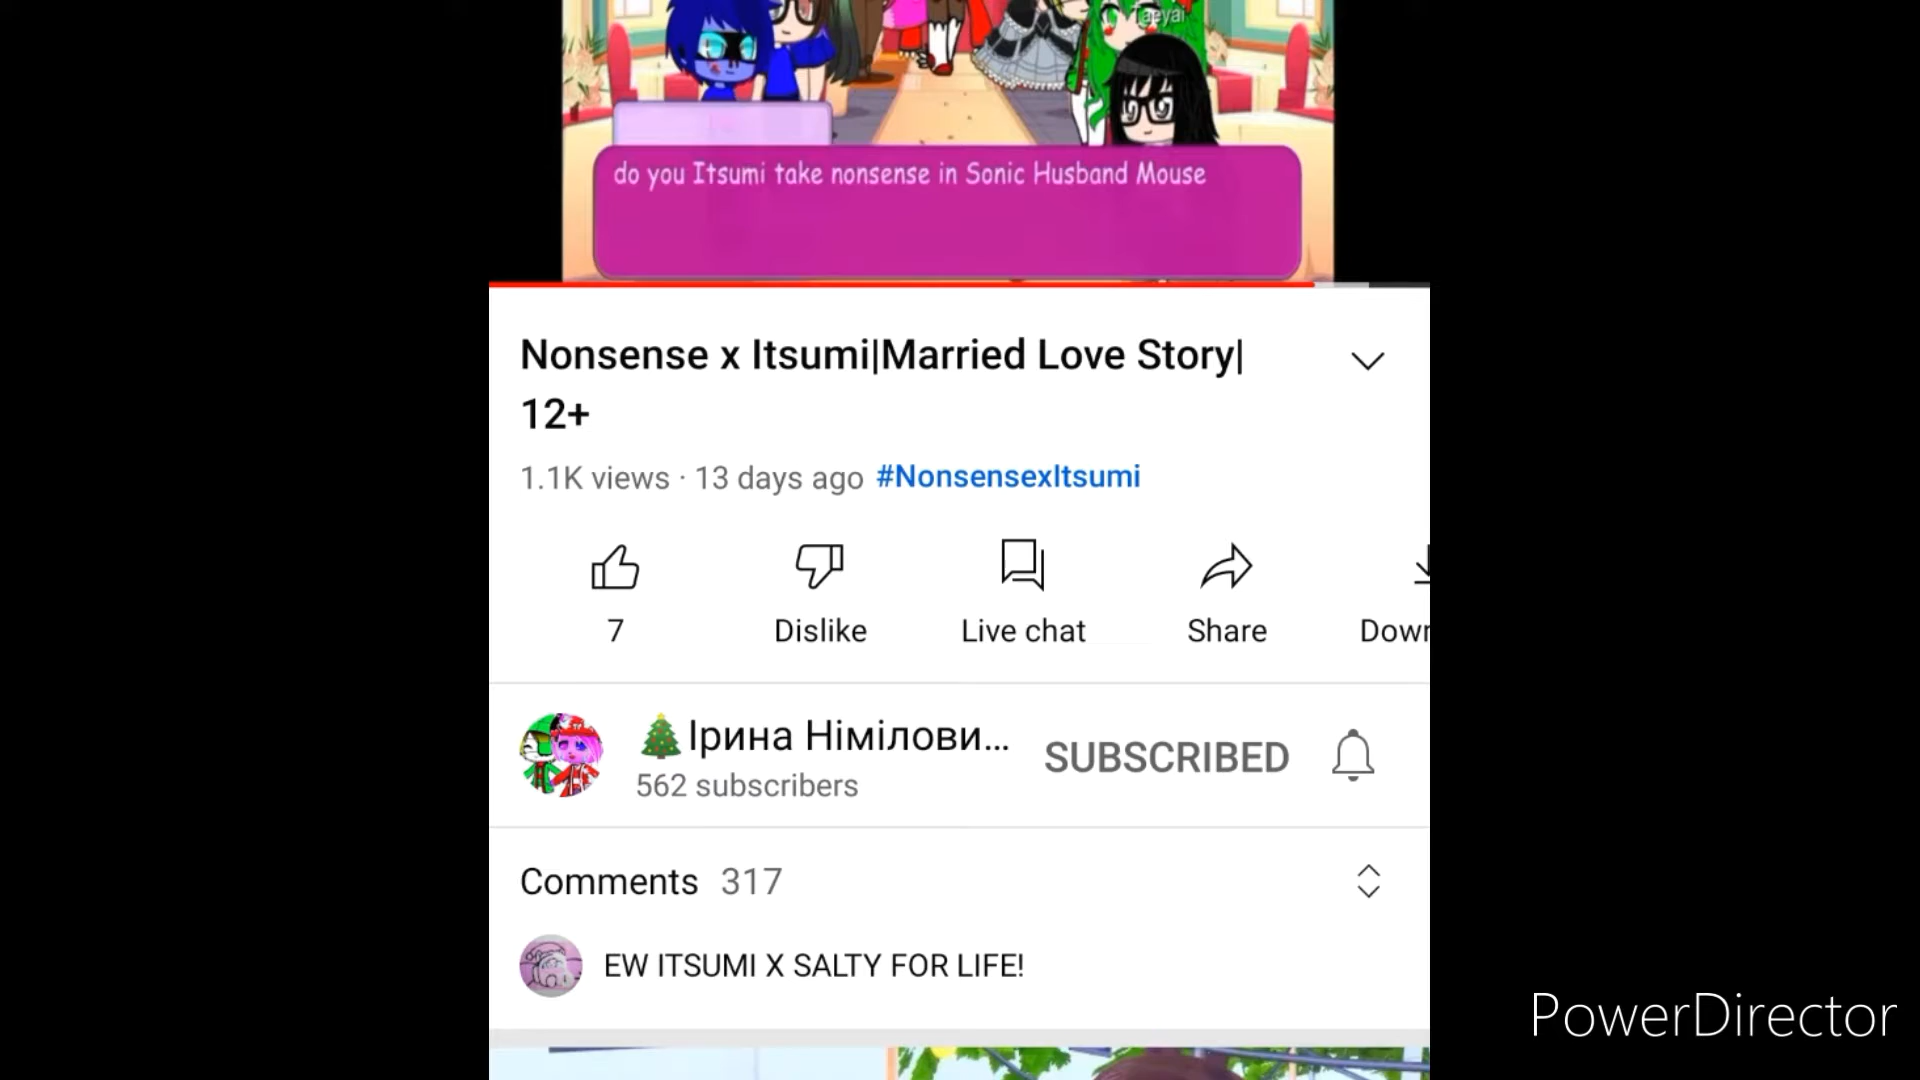 Taeyai
do you Itsumi take nonsense in Sonic Husband Mouse
Nonsense x Itsumi|Married Love Story|
12+
1.1K views · 13 days ago #NonsensexItsumi
7 Dislike Live chat Share Down
🎄Ірина Німілови... SUBSCRIBED
562 subscribers
Comments 317
EW ITSUMI X SALTY FOR LIFE!
PowerDirector